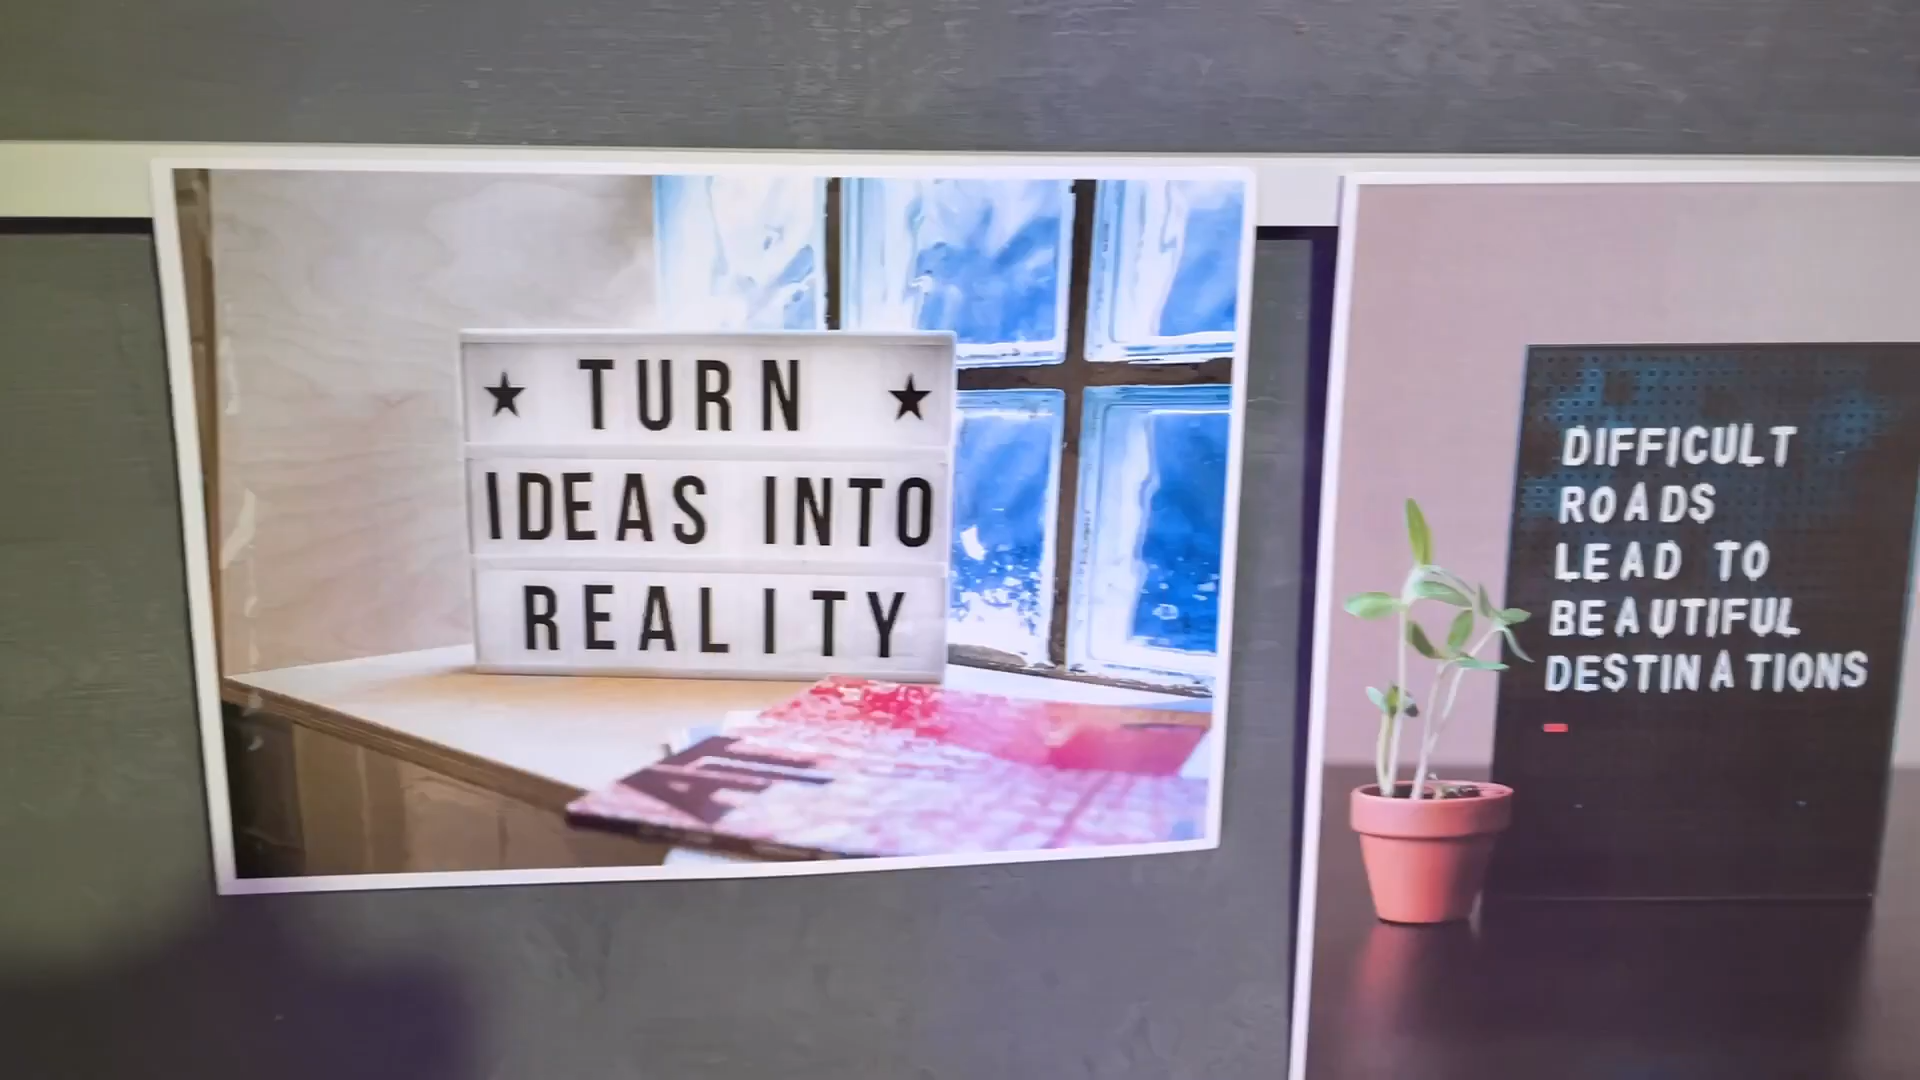 ★ TURN ★
IDEAS INTO
REALITY
DIFFICULT
ROADS
LEAD TO
BEAUTIFUL
DESTINATIONS